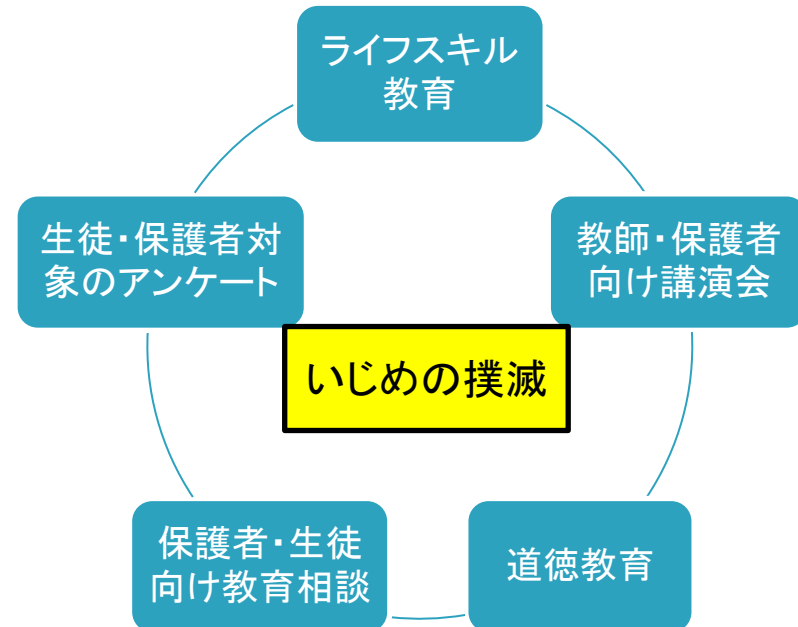 ライフスキル
教育
生徒・保護者対
象のアンケート
教師・保護者
向け講演会
いじめの撲滅
保護者・生徒
向け教育相談
道徳教育